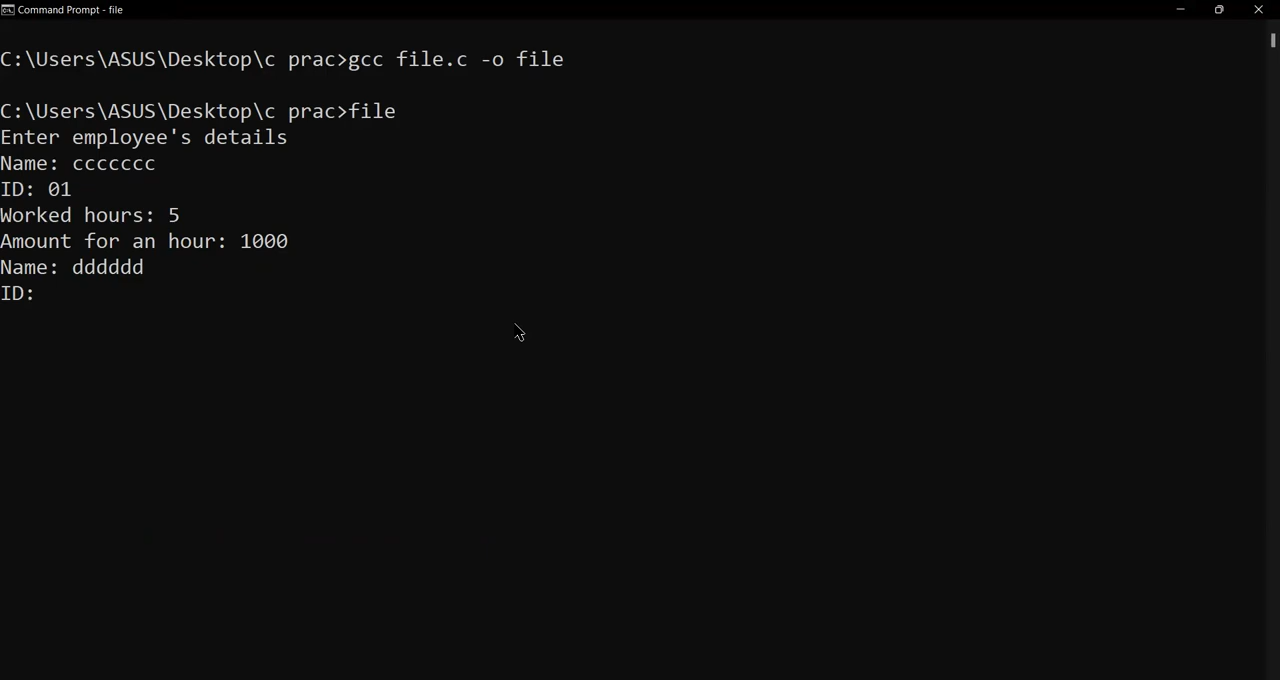 Command Prompt - file
C:\Users\ASUS\Desktop\c prac>gcc file.c -o file
C:\Users\ASUS\Desktop\c prac>file
Enter employee's details
Name: ccccccc
ID: 01
Worked hours: 5
Amount for an hour: 1000
Name: dddddd
ID: